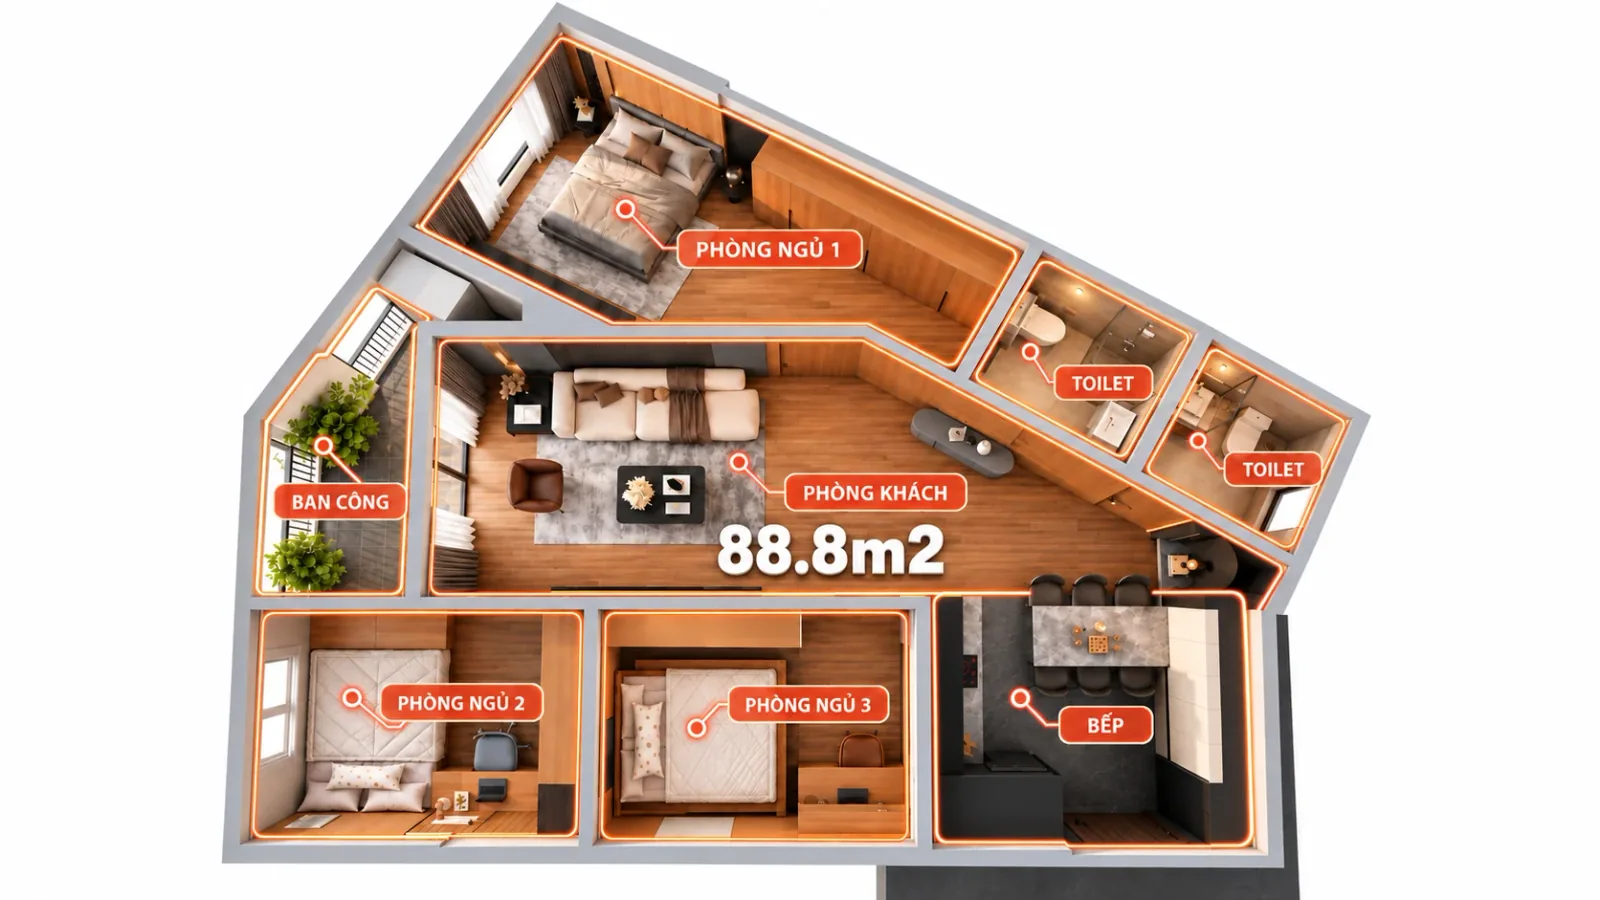 PHÒNG NGỦ 1
TOILET
TOILET
BAN CÔNG
PHÒNG KHÁCH
88.8m2
PHÒNG NGỦ 2
PHÒNG NGỦ 3
BẾP